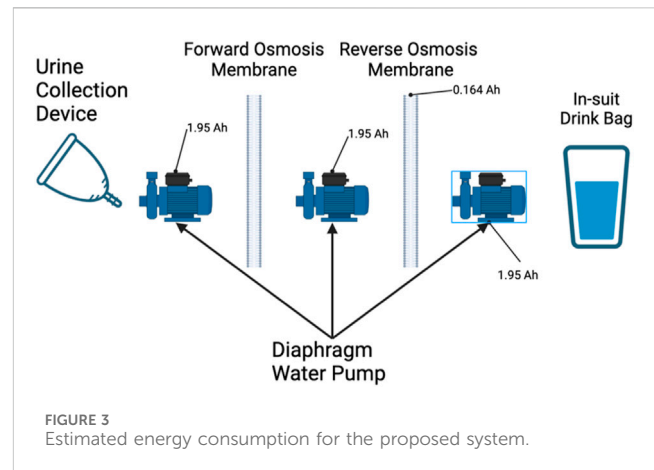 Urine
Collection
Device
Forward Osmosis
Membrane
Reverse Osmosis
Membrane
0.164 Ah
In-suit
Drink Bag
1.95 Ah
1.95 Ah
1.95 Ah
Diaphragm
Water Pump
FIGURE 3
Estimated energy consumption for the proposed system.